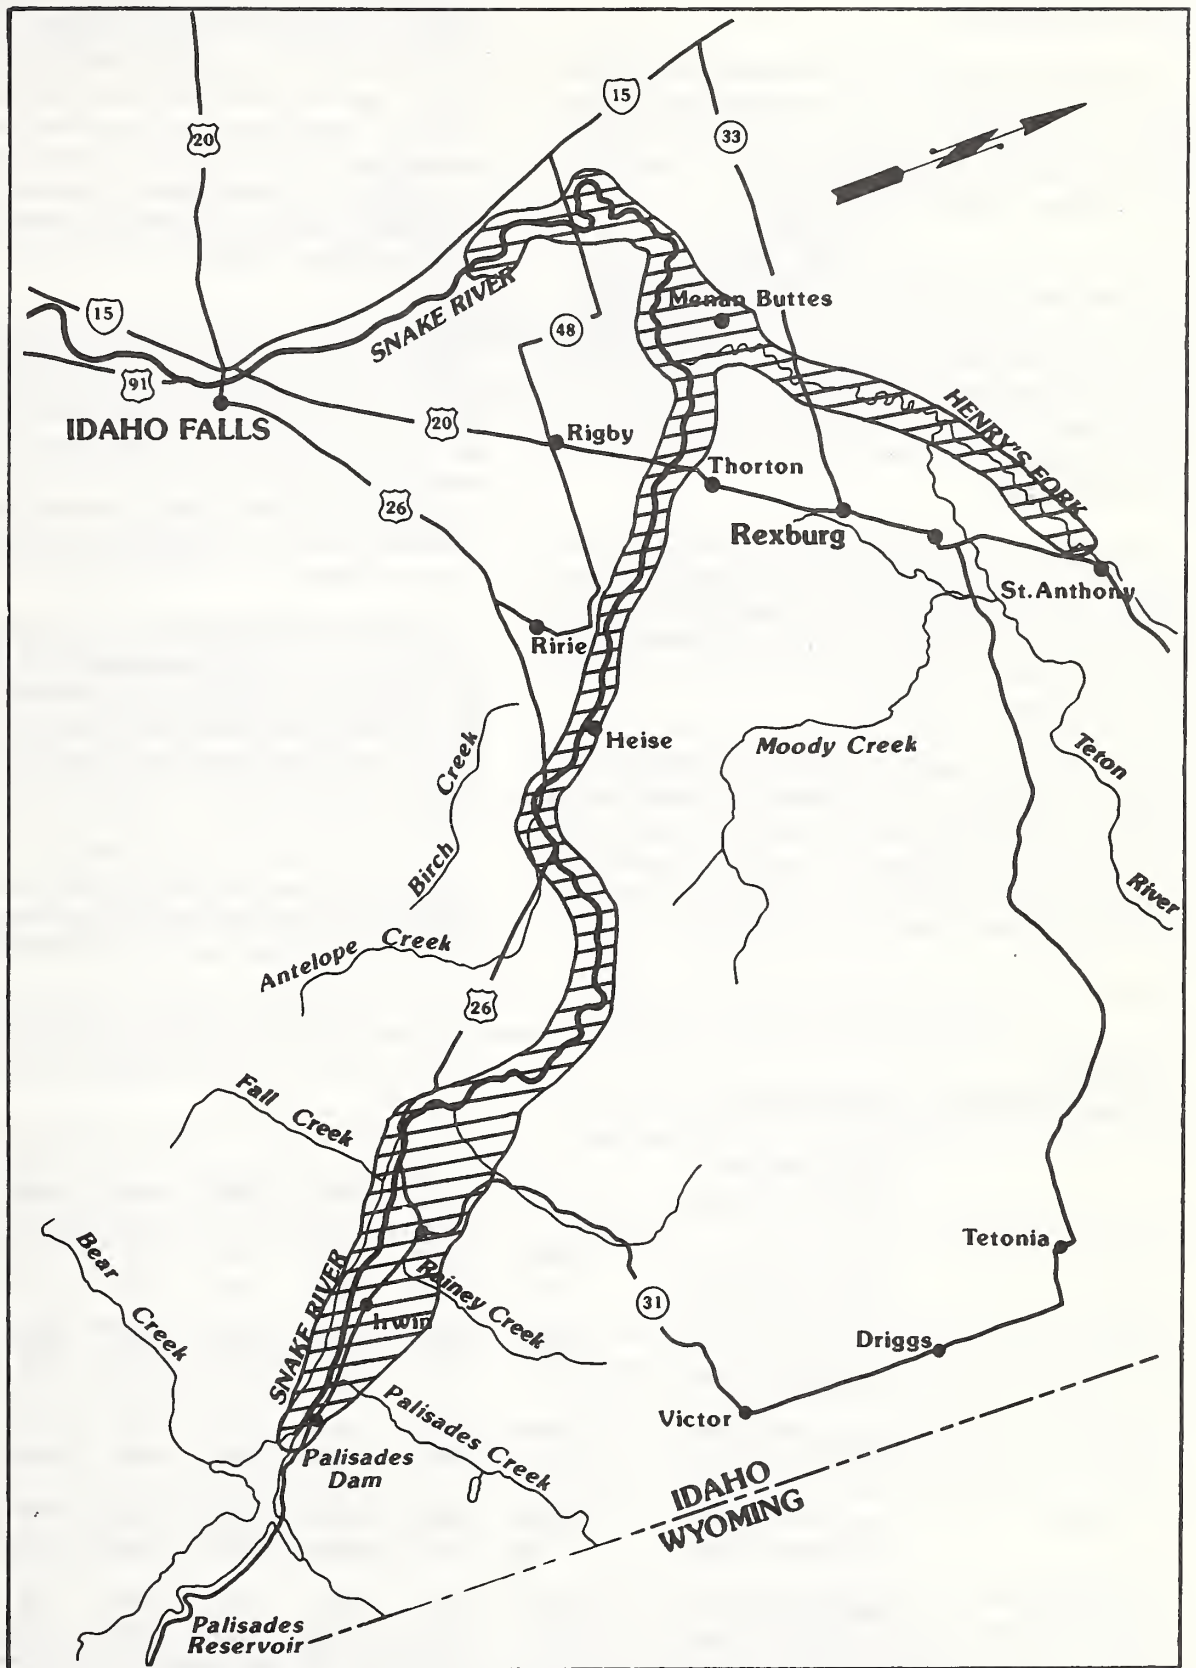 15
20
33
Menan Buttes
15
SNAKE RIVER
48
91
HENRY'S FORK
20
IDAHO FALLS
Rigby
Thorton
26
Rexburg
St. Anthony
Ririe
Heise
Moody Creek
Teton
River
Birch Creek
Antelope Creek
26
Fall Creek
Bear Creek
Tetonia
SNAKE RIVER
Rainey Creek
31
Irwin
Driggs
Victor
Palisades Creek
Palisades
Dam
IDAHO
WYOMING
Palisades
Reservoir